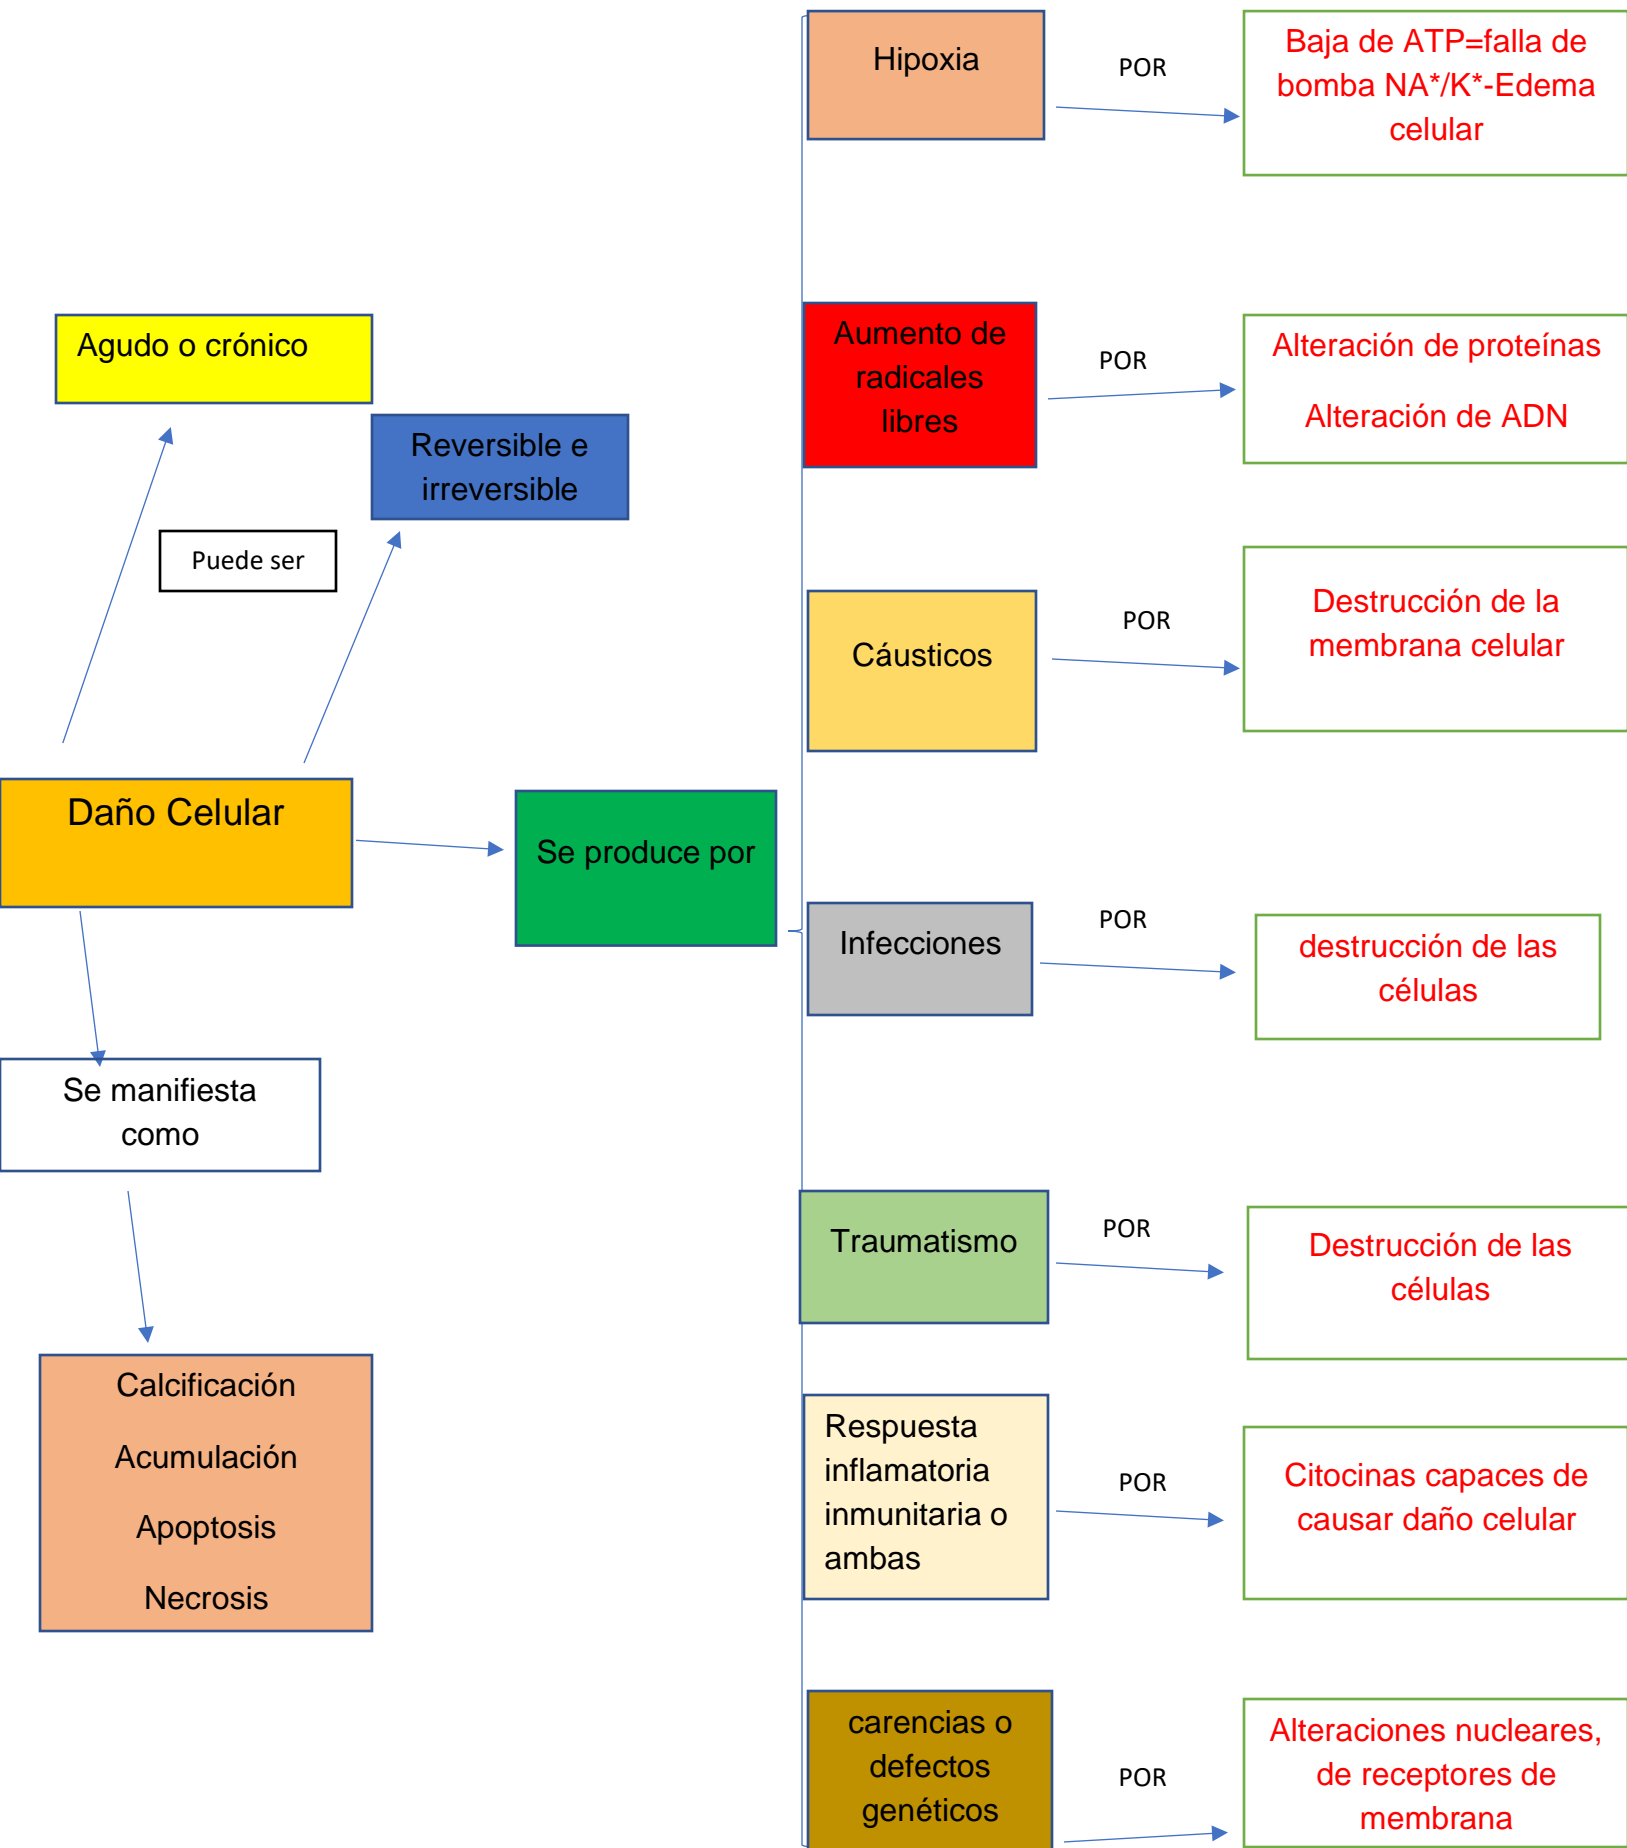 Hipoxia
POR
Baja de ATP=falla de
bomba NA*/K*-Edema
celular
Agudo o crónico
Reversible e
irreversible
Puede ser
Aumento de
radicales
libres
POR
Alteración de proteínas
Alteración de ADN
Cáusticos
POR
Destrucción de la
membrana celular
Daño Celular
Se produce por
Infecciones
POR
destrucción de las
células
Se manifiesta
como
Traumatismo
POR
Destrucción de las
células
Calcificación
Acumulación
Apoptosis
Necrosis
Respuesta
inflamatoria
inmunitaria o
ambas
POR
Citocinas capaces de
causar daño celular
carencias o
defectos
genéticos
POR
Alteraciones nucleares,
de receptores de
membrana